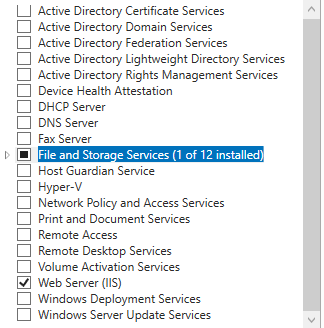 Active Directory Certificate Services
Active Directory Domain Services
Active Directory Federation Services
Active Directory Lightweight Directory Services
Active Directory Rights Management Services
Device Health Attestation
DHCP Server
DNS Server
Fax Server
File and Storage Services (1 of 12 installed)
Host Guardian Service
Hyper-V
Network Policy and Access Services
Print and Document Services
Remote Access
Remote Desktop Services
Volume Activation Services
Web Server (IIS)
Windows Deployment Services
Windows Server Update Services